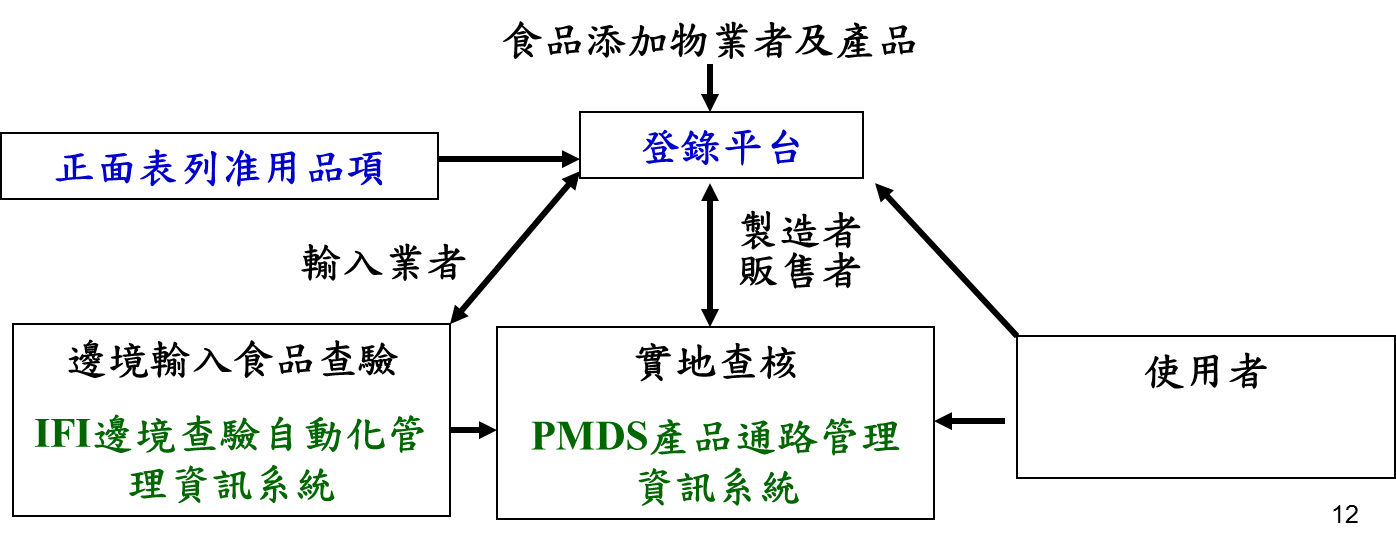 食品添加物業者及產品
登錄平台
正面表列准用品項
輸入業者
製造者
販售者
邊境輸入食品查驗
IFI邊境查驗自動化管
理資訊系統
實地查核
PMDS產品通路管理
資訊系統
使用者
12